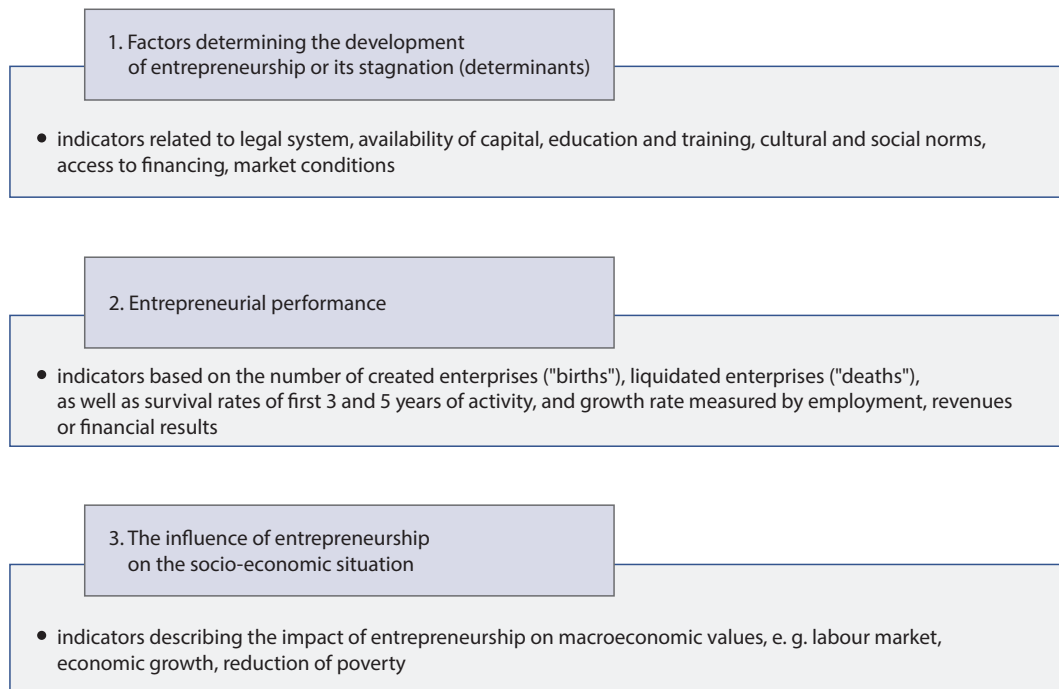 1. Factors determining the development
of entrepreneurship or its stagnation (determinants)
• indicators related to legal system, availability of capital, education and training, cultural and social norms,
access to financing, market conditions
2. Entrepreneurial performance
• indicators based on the number of created enterprises ("births"), liquidated enterprises ("deaths"),
as well as survival rates of first 3 and 5 years of activity, and growth rate measured by employment, revenues
or financial results
3. The influence of entrepreneurship
on the socio-economic situation
• indicators describing the impact of entrepreneurship on macroeconomic values, e. g. labour market,
economic growth, reduction of poverty